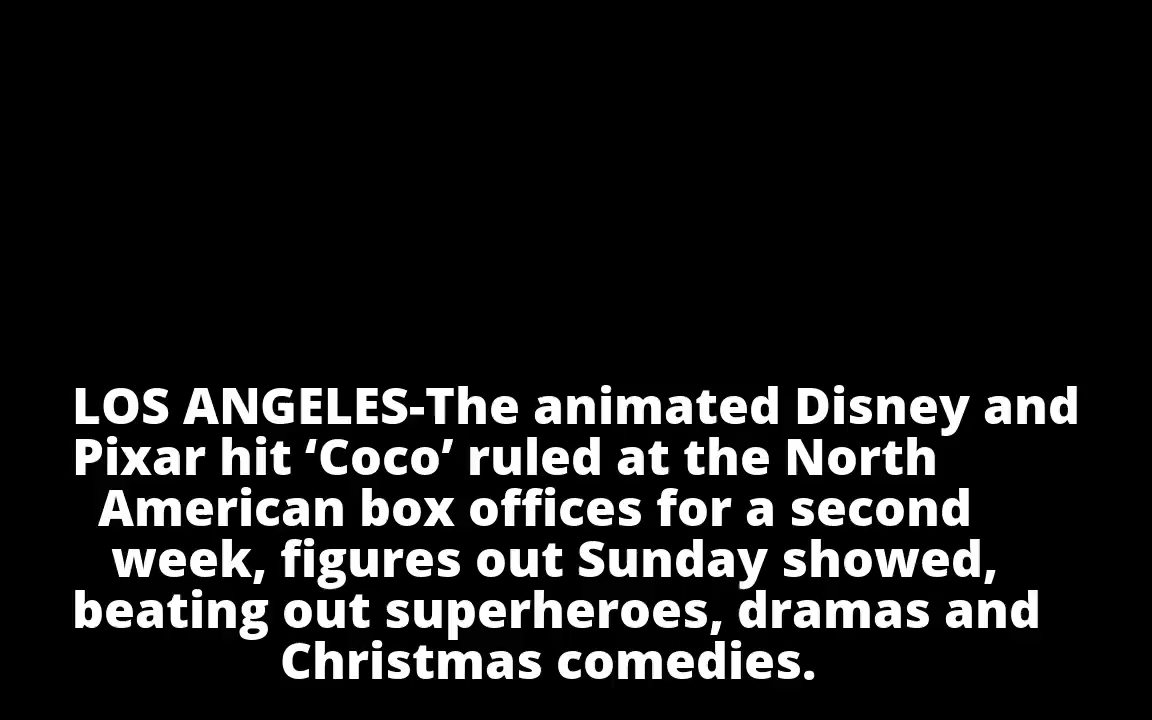 LOS ANGELES-The animated Disney and
Pixar hit ‘Coco’ ruled at the North
American box offices for a second
week, figures out Sunday showed,
beating out superheroes, dramas and
Christmas comedies.